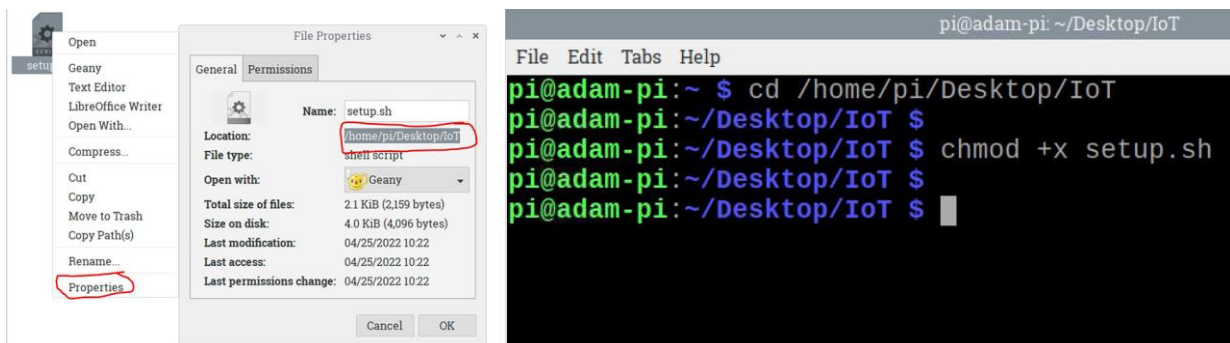 setup
Open
Geany
Text Editor
LibreOffice Writer
Open With...
Compress...
Cut
Copy
Move to Trash
Copy Path(s)
Rename...
Properties
File Properties
General Permissions
Name: setup.sh
Location: /home/pi/Desktop/IoT
File type: shell script
Open with: Geany
Total size of files: 2.1 KiB (2,159 bytes)
Size on disk: 4.0 KiB (4,096 bytes)
Last modification: 04/25/2022 10:22
Last access: 04/25/2022 10:22
Last permissions change: 04/25/2022 10:22
Cancel OK
pi@adam-pi: ~/Desktop/IoT
File Edit Tabs Help
pi@adam-pi:~ $ cd /home/pi/Desktop/IoT
pi@adam-pi:~/Desktop/IoT $
pi@adam-pi:~/Desktop/IoT $ chmod +x setup.sh
pi@adam-pi:~/Desktop/IoT $
pi@adam-pi:~/Desktop/IoT $